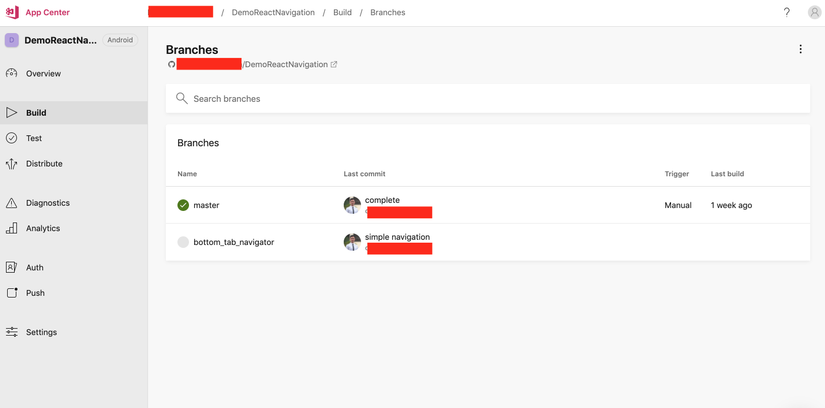 App Center
/ DemoReactNavigation / Build / Branches
?
D DemoReactNa... Android
Overview
Build
Test
Distribute
Diagnostics
Analytics
Auth
Push
Settings
Branches
/DemoReactNavigation
Search branches
Branches
Name Last commit Trigger Last build
master complete Manual 1 week ago
bottom_tab_navigator simple navigation